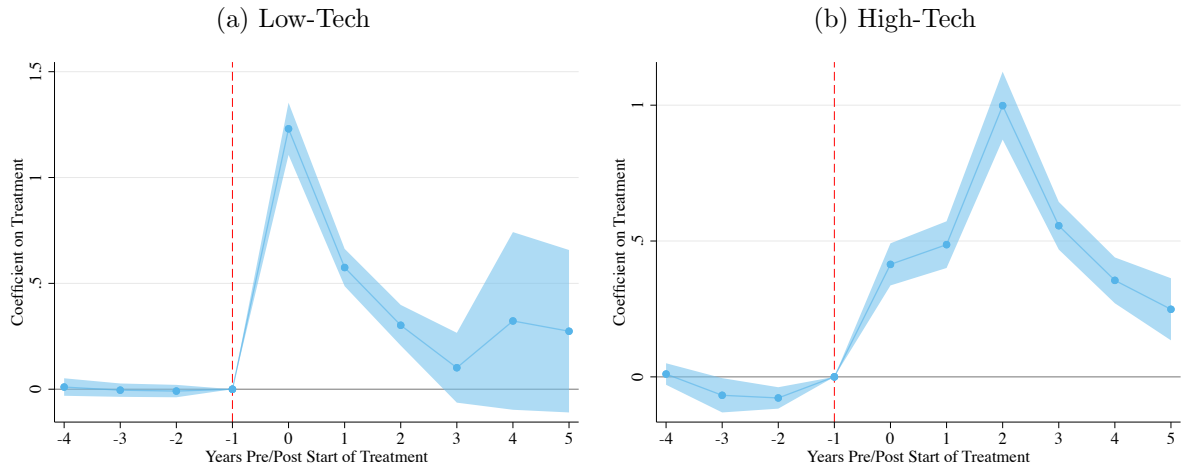 (a) Low-Tech
Coefficient on Treatment
1.5
1
.5
0
-4 -3 -2 -1 0 1 2 3 4 5
Years Pre/Post Start of Treatment
(b) High-Tech
Coefficient on Treatment
1
.5
0
-4 -3 -2 -1 0 1 2 3 4 5
Years Pre/Post Start of Treatment